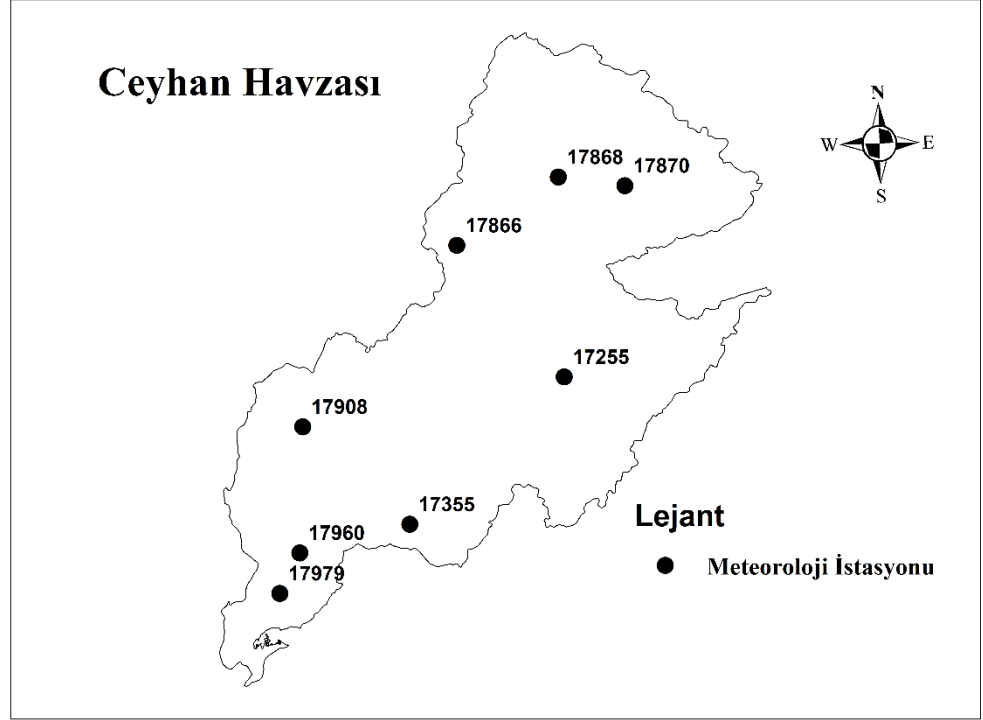 Ceyhan Havzası
N
W E
S
17868
17870
17866
17255
17908
17355
17960
17979
Lejant
Meteoroloji İstasyonu